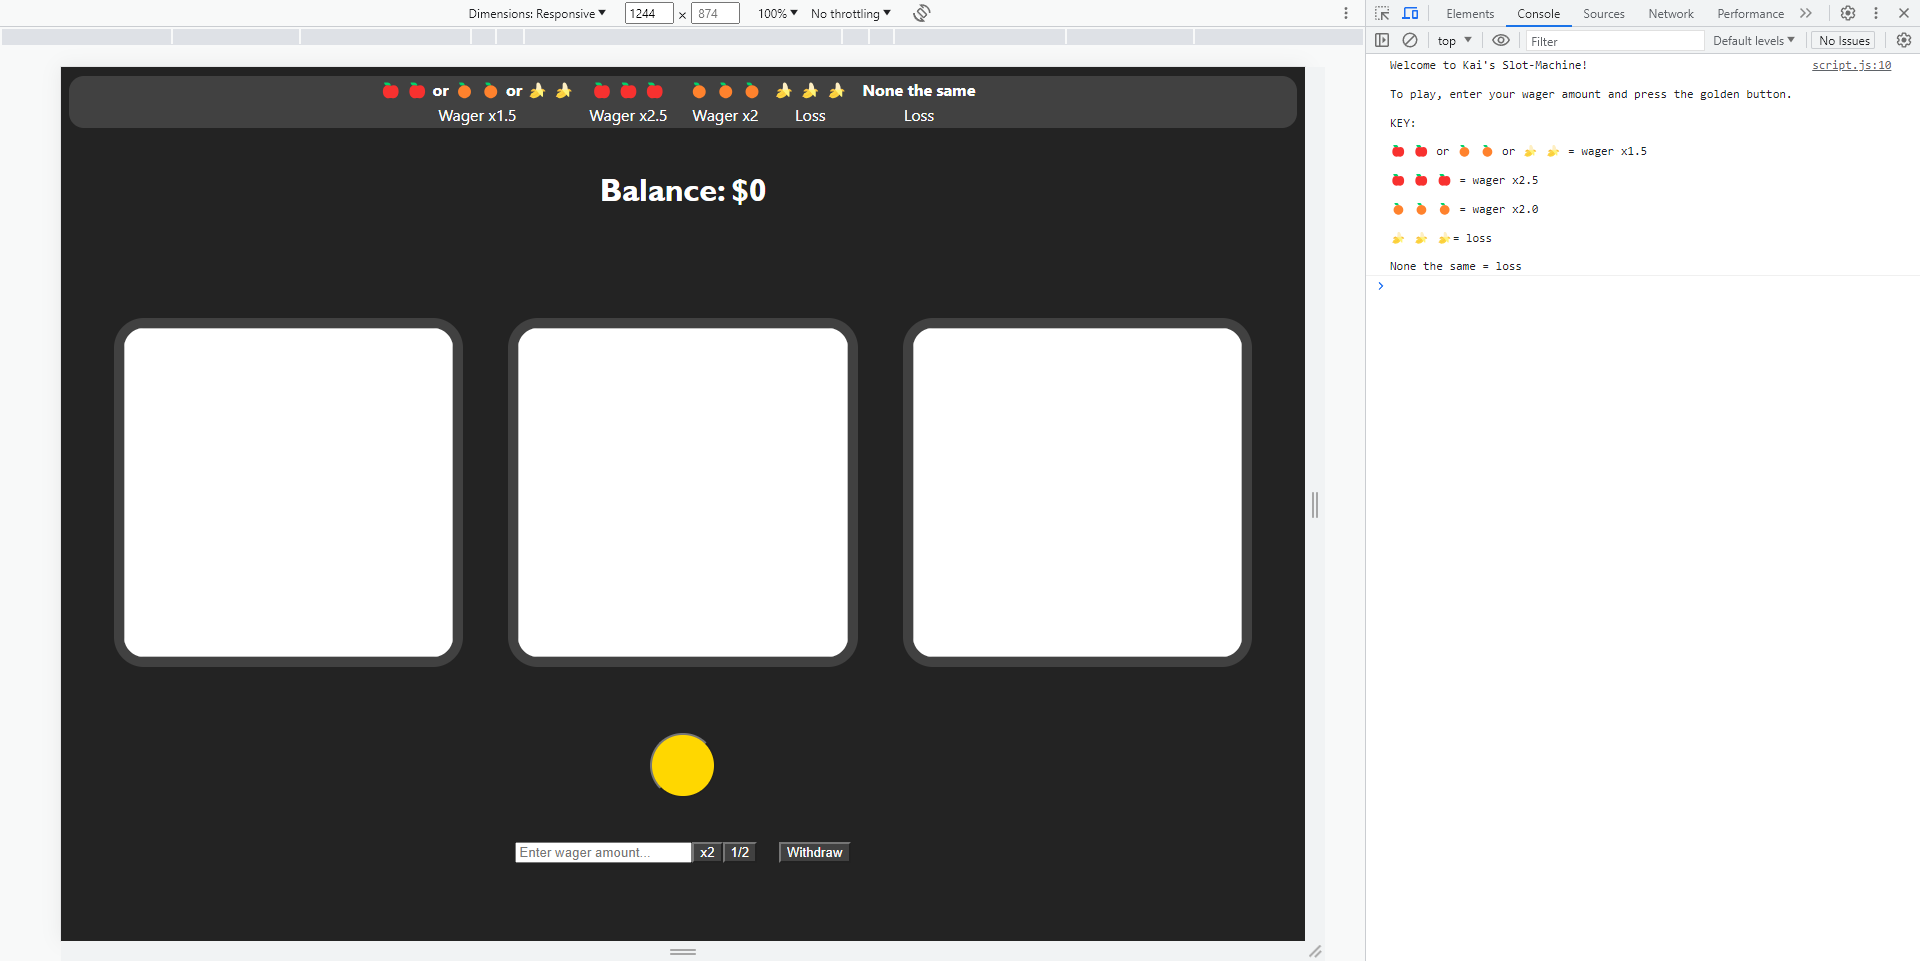 Dimensions: Responsive 1244 × 874 100% No throttling
Elements Console Sources Network Performance
top Filter Default levels No Issues
🍎 🍎 or 🍊 🍊 or 🍌 🍌 🍎 🍎 🍎 🍊 🍊 🍊 🍌 🍌 🍌 None the same
Wager x1.5 Wager x2.5 Wager x2 Loss Loss
Balance: $0
Enter wager amount... x2 1/2 Withdraw
Welcome to Kai's Slot-Machine! script.js:10
To play, enter your wager amount and press the golden button.
KEY:
🍎 🍎 or 🍊 🍊 or 🍌 🍌 = wager x1.5
🍎 🍎 🍎 = wager x2.5
🍊 🍊 🍊 = wager x2.0
🍌 🍌 🍌= loss
None the same = loss